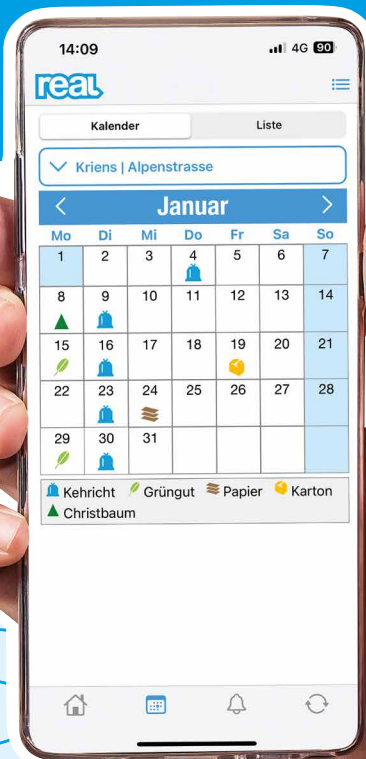 14:09 4G 90
real
Kalender Liste
Kriens | Alpenstrasse
Januar
Mo Di Mi Do Fr Sa So
1 2 3 4 5 6 7
8 9 10 11 12 13 14
15 16 17 18 19 20 21
22 23 24 25 26 27 28
29 30 31
Kehricht Grüngut Papier Karton
Christbaum